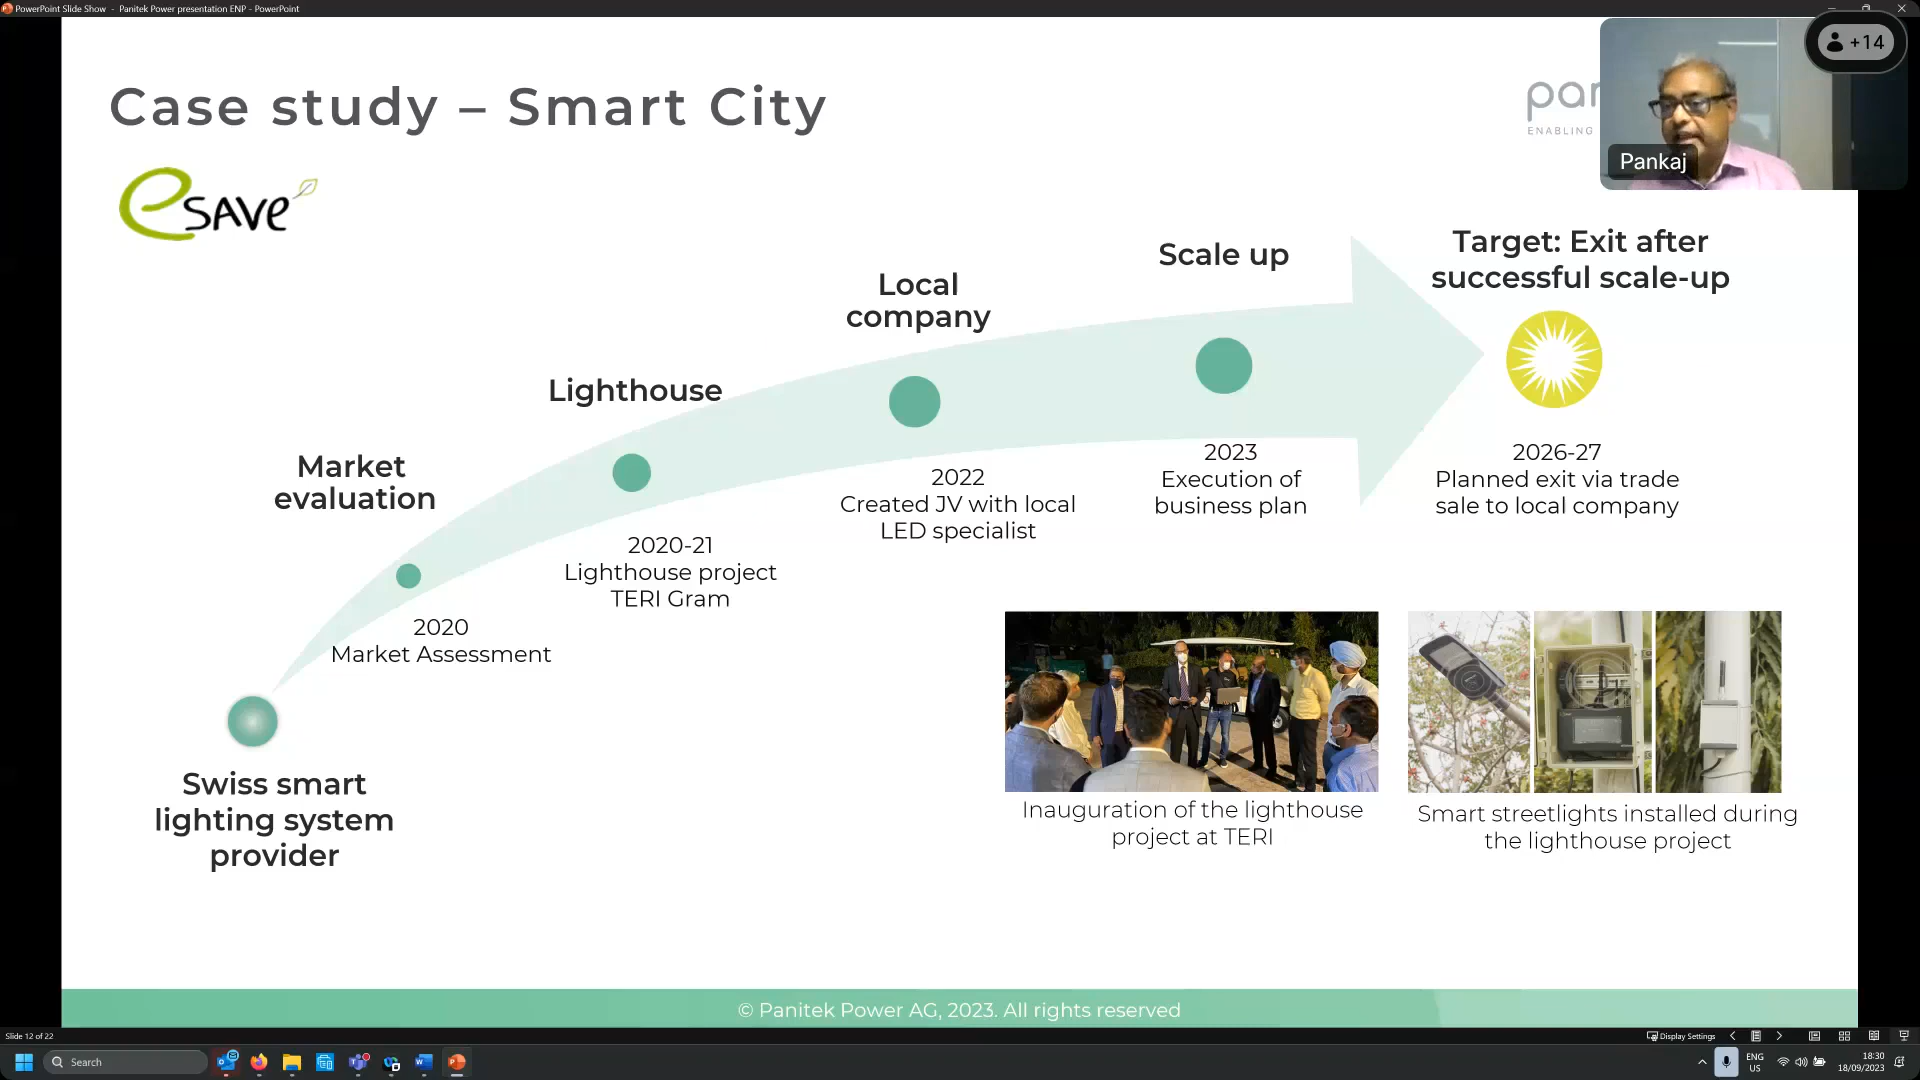 PowerPoint Slide Show - Panitek Power presentation ENP - PowerPoint
+14
Case study – Smart City
ENABLING
Pankaj
esave
Target: Exit after
successful scale-up
Scale up
Local
company
Lighthouse
Market
evaluation
2023
Execution of
business plan
2026-27
Planned exit via trade
sale to local company
2022
Created JV with local
LED specialist
2020-21
Lighthouse project
TERI Gram
2020
Market Assessment
Swiss smart
lighting system
provider
Inauguration of the lighthouse
project at TERI
Smart streetlights installed during
the lighthouse project
© Panitek Power AG, 2023. All rights reserved
Slide 12 of 22
Display Settings
Search
ENG
US
18:30
18/09/2023